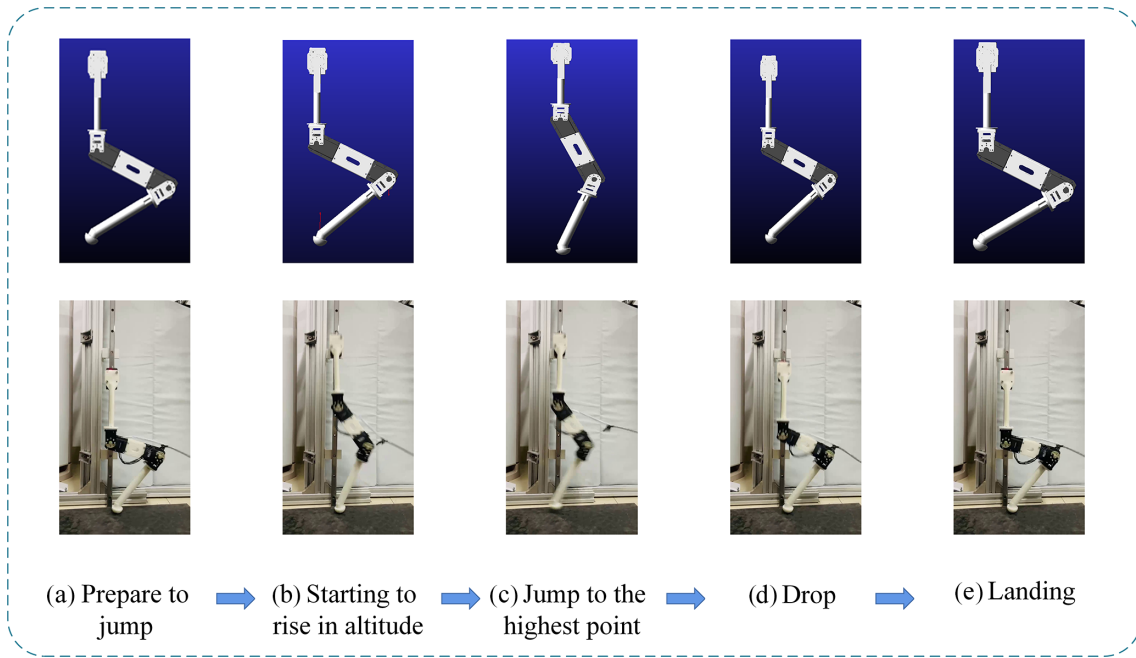 (a) Prepare to
jump
(b) Starting to
rise in altitude
(c) Jump to the
highest point
(d) Drop
(e) Landing